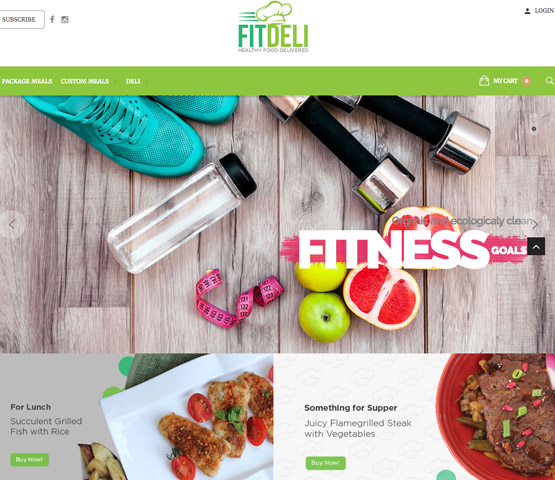 SUBSCRIBE
LOGIN
FITDELI
HEALTHY FOOD DELIVERED
PACKAGE MEALS CUSTOM MEALS DELI MY CART 0
Organic and ecologicaly clean
FITNESS GOALS
For Lunch
Succulent Grilled
Fish with Rice
Buy Now!
Something for Supper
Juicy Flamegrilled Steak
with Vegetables
Buy Now!